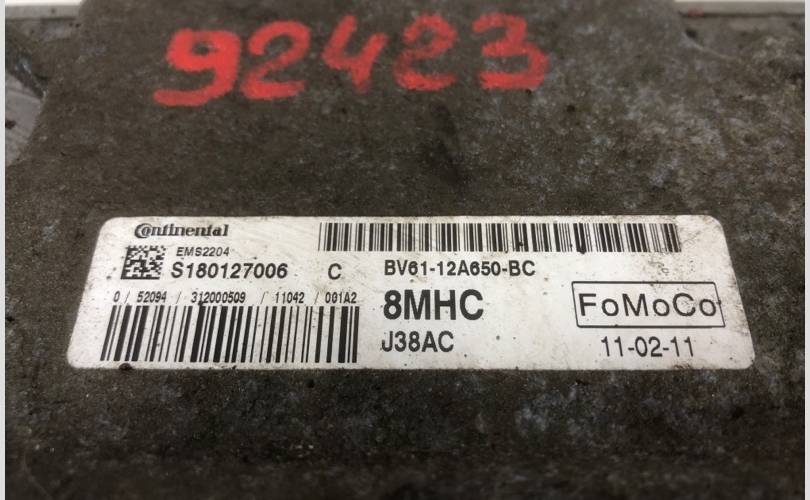 92423
Continental
EMS2204
S180127006 C
0 / 52094 / 312000509 / 11042 / 001A2
BV61-12A650-BC
8MHC
J38AC
FoMoCo
11-02-11